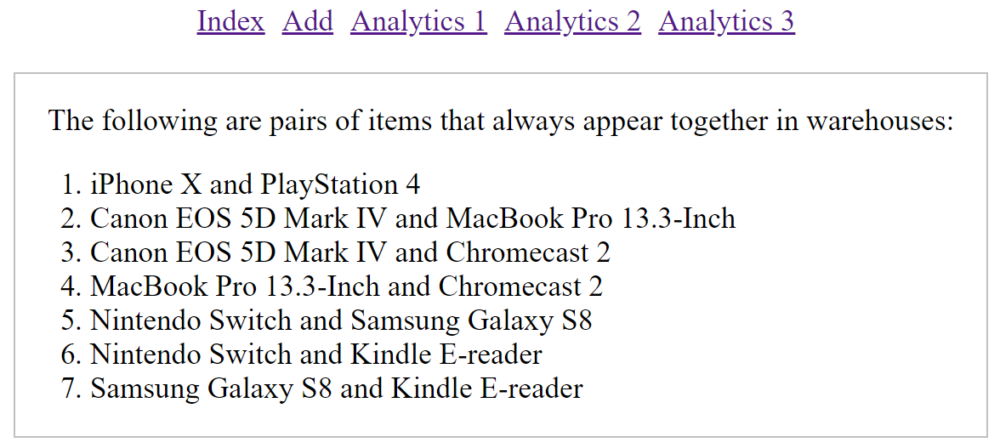 Index Add Analytics 1 Analytics 2 Analytics 3
The following are pairs of items that always appear together in warehouses:
1. iPhone X and PlayStation 4
2. Canon EOS 5D Mark IV and MacBook Pro 13.3-Inch
3. Canon EOS 5D Mark IV and Chromecast 2
4. MacBook Pro 13.3-Inch and Chromecast 2
5. Nintendo Switch and Samsung Galaxy S8
6. Nintendo Switch and Kindle E-reader
7. Samsung Galaxy S8 and Kindle E-reader